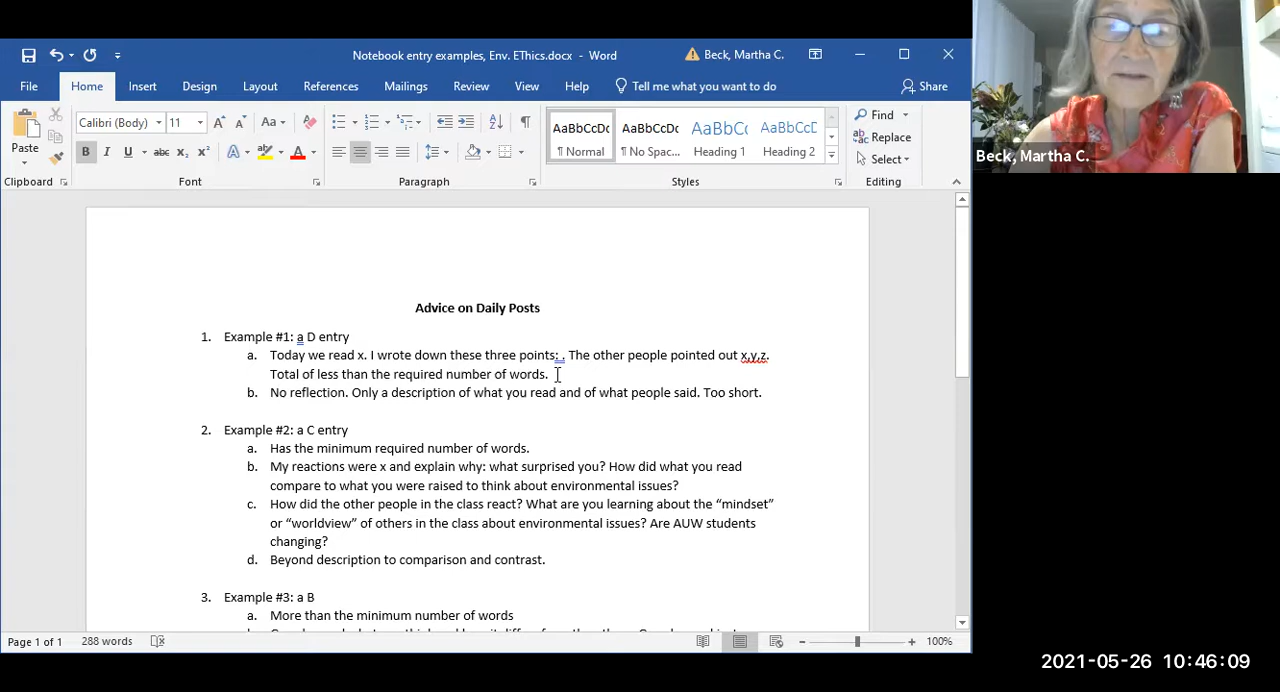 Notebook entry examples, Env. EThics.docx - Word
Beck, Martha C.
File Home Insert Design Layout References Mailings Review View Help Tell me what you want to do Share
Paste
Calibri (Body) 11
Aa
B I U abc x₂ x²
AaBbCcDc AaBbCcDc AaBbCc AaBbCcD
¶ Normal ¶ No Spac... Heading 1 Heading 2
Find
Replace
Select
Clipboard Font Paragraph Styles Editing
Beck, Martha C.
Advice on Daily Posts
1. Example #1: a D entry
a. Today we read x. I wrote down these three points: . The other people pointed out x,y,z.
Total of less than the required number of words.
b. No reflection. Only a description of what you read and of what people said. Too short.
2. Example #2: a C entry
a. Has the minimum required number of words.
b. My reactions were x and explain why: what surprised you? How did what you read
compare to what you were raised to think about environmental issues?
c. How did the other people in the class react? What are you learning about the “mindset”
or “worldview” of others in the class about environmental issues? Are AUW students
changing?
d. Beyond description to comparison and contrast.
3. Example #3: a B
a. More than the minimum number of words
Page 1 of 1 288 words 100%
2021-05-26 10:46:09